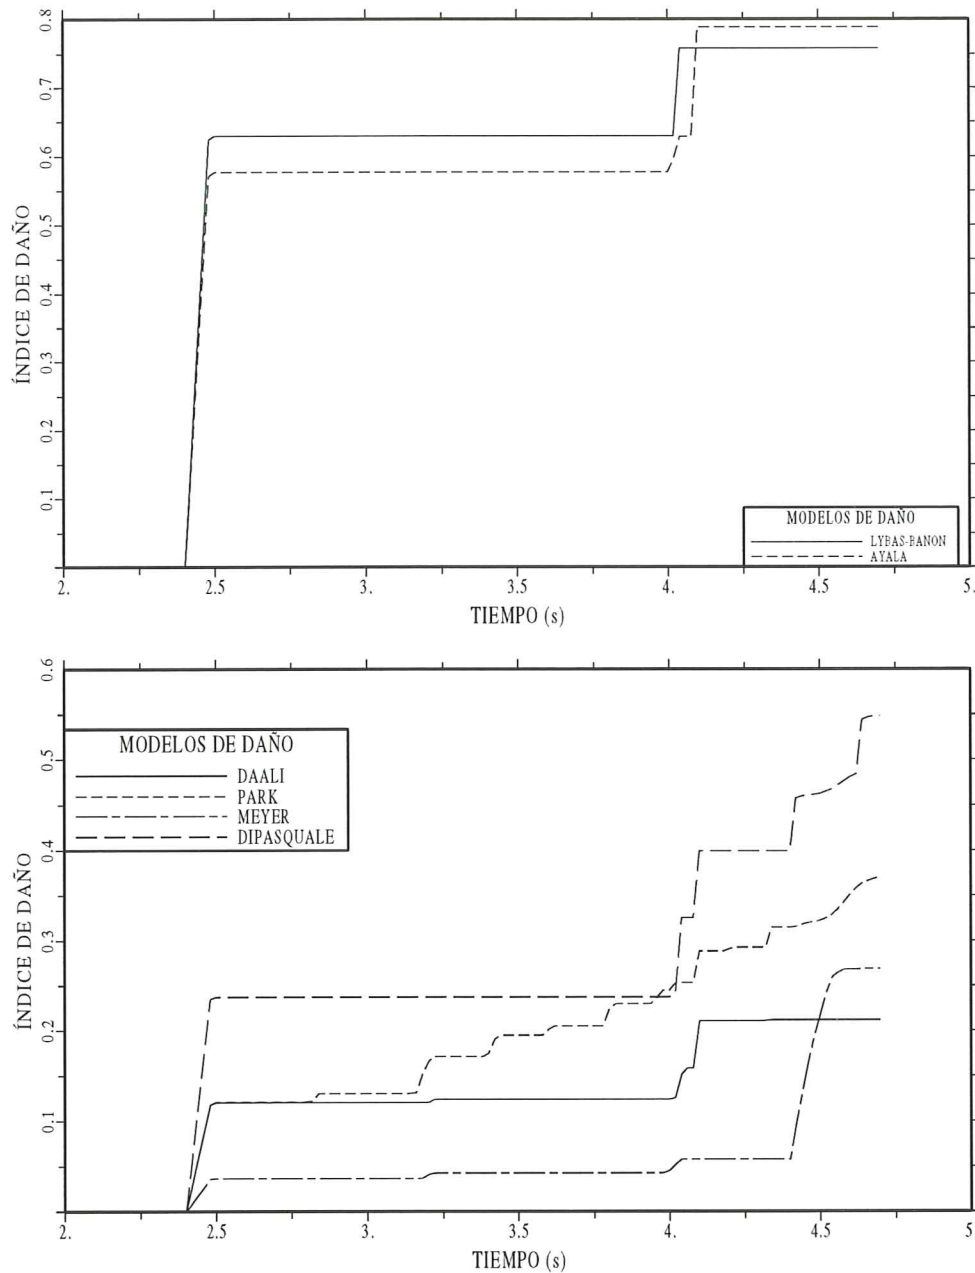 0.8
0.7
0.6
0.5
0.4
0.3
0.2
0.1
ÍNDICE DE DAÑO
MODELOS DE DAÑO
LYBAS-BANON
AYALA
2. 2.5 3. 3.5 4. 4.5 5.
TIEMPO (s)
0.6
0.5
0.4
0.3
0.2
0.1
ÍNDICE DE DAÑO
MODELOS DE DAÑO
DAALI
PARK
MEYER
DIPASQUALE
2. 2.5 3. 3.5 4. 4.5 5.
TIEMPO (s)